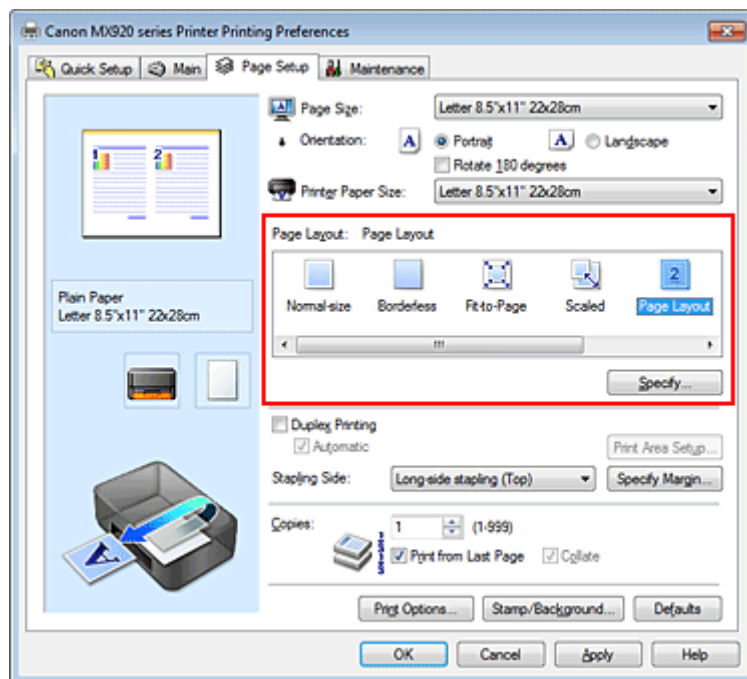 Canon MX920 series Printer Printing Preferences
Quick Setup Main Page Setup Maintenance
Page Size: Letter 8.5"x11" 22x28cm
Orientation: A Portrait A Landscape
Rotate 180 degrees
Printer Paper Size: Letter 8.5"x11" 22x28cm
1 2
Page Layout: Page Layout
2
Normal-size Borderless Fit-to-Page Scaled Page Layout
Plain Paper
Letter 8.5"x11" 22x28cm
Specify...
Duplex Printing
Automatic
Print Area Setup...
Stapling Side: Long-side stapling (Top) Specify Margin...
Copies: 1 (1-999)
Print from Last Page Collate
A
Print Options... Stamp/Background... Defaults
OK Cancel Apply Help